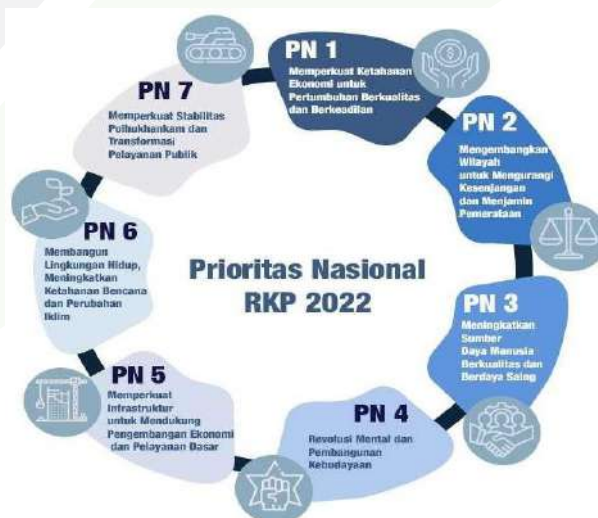 PN 1
Memperkuat Ketahanan
Ekonomi untuk
Pertumbuhan Berkualitas
dan Berkeadilan
PN 2
Mengembangkan
Wilayah
untuk Mengurangi
Kesenjangan
dan Menjamin
Pemerataan
PN 3
Meningkatkan
Sumber
Daya Manusia
Berkualitas dan
Berdaya Saing
PN 4
Revolusi Mental dan
Pembangunan
Kebudayaan
PN 5
Memperkuat
Infrastruktur
untuk Mendukung
Pengembangan Ekonomi
dan Pelayanan Dasar
PN 6
Membangun
Lingkungan Hidup,
Meningkatkan
Ketahanan Bencana
dan Perubahan
Iklim
PN 7
Memperkuat Stabilitas
Polhukhankam dan
Transformasi
Pelayanan Publik
Prioritas Nasional
RKP 2022